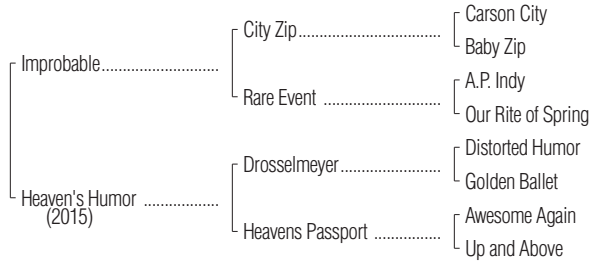 Carson City
City Zip
Baby Zip
Improbable
A.P. Indy
Rare Event
Our Rite of Spring
Distorted Humor
Drosselmeyer
Golden Ballet
Heaven's Humor
(2015)
Awesome Again
Heavens Passport
Up and Above